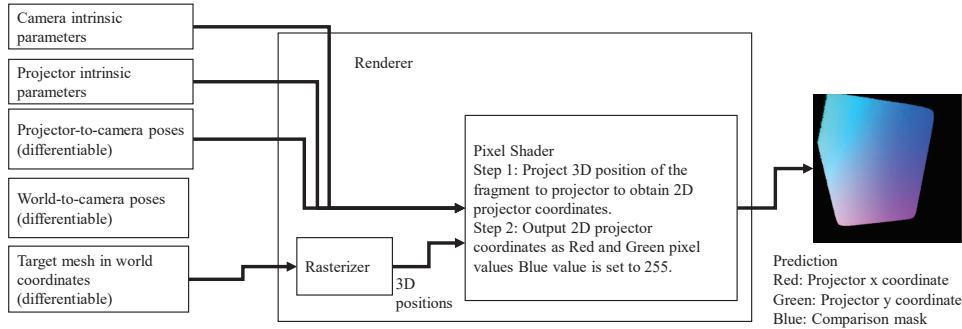 Camera intrinsic
parameters
Projector intrinsic
parameters
Projector-to-camera poses
(differentiable)
World-to-camera poses
(differentiable)
Target mesh in world
coordinates
(differentiable)
Renderer
Rasterizer
3D
positions
Pixel Shader
Step 1: Project 3D position of the
fragment to projector to obtain 2D
projector coordinates.
Step 2: Output 2D projector
coordinates as Red and Green pixel
values Blue value is set to 255.
Prediction
Red: Projector x coordinate
Green: Projector y coordinate
Blue: Comparison mask